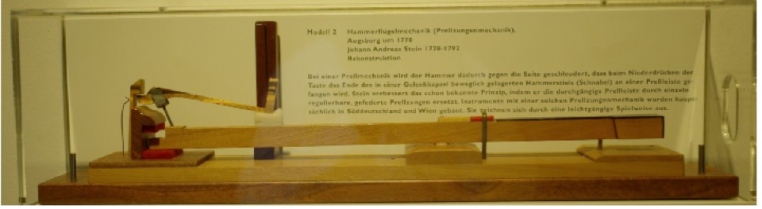 Modell 2 Hammerflügelmechanik (Prellzungenmechanik),
Augsburg um 1770
Johann Andreas Stein 1728-1792
Rekonstruktion
Bei einer Prellmechanik wird der Hammer dadurch gegen die Saite geschleudert, dass beim Niederdrücken der
Taste das Ende des in einer Gabelkapsel beweglich gelagerten Hammerstiels (Schnabel) an einer Prellleiste ge-
fangen wird. Stein verbessert das schon bekannte Prinzip, indem er die durchgängige Prellleiste durch einzeln
regulierbare, gefederte Prellzungen ersetzt. Instrumente mit einer solchen Prellzungenmechanik wurden haupt-
sächlich in Süddeutschland und Wien gebaut. Sie zeichnen sich durch eine leichtgängige Spielweise aus.